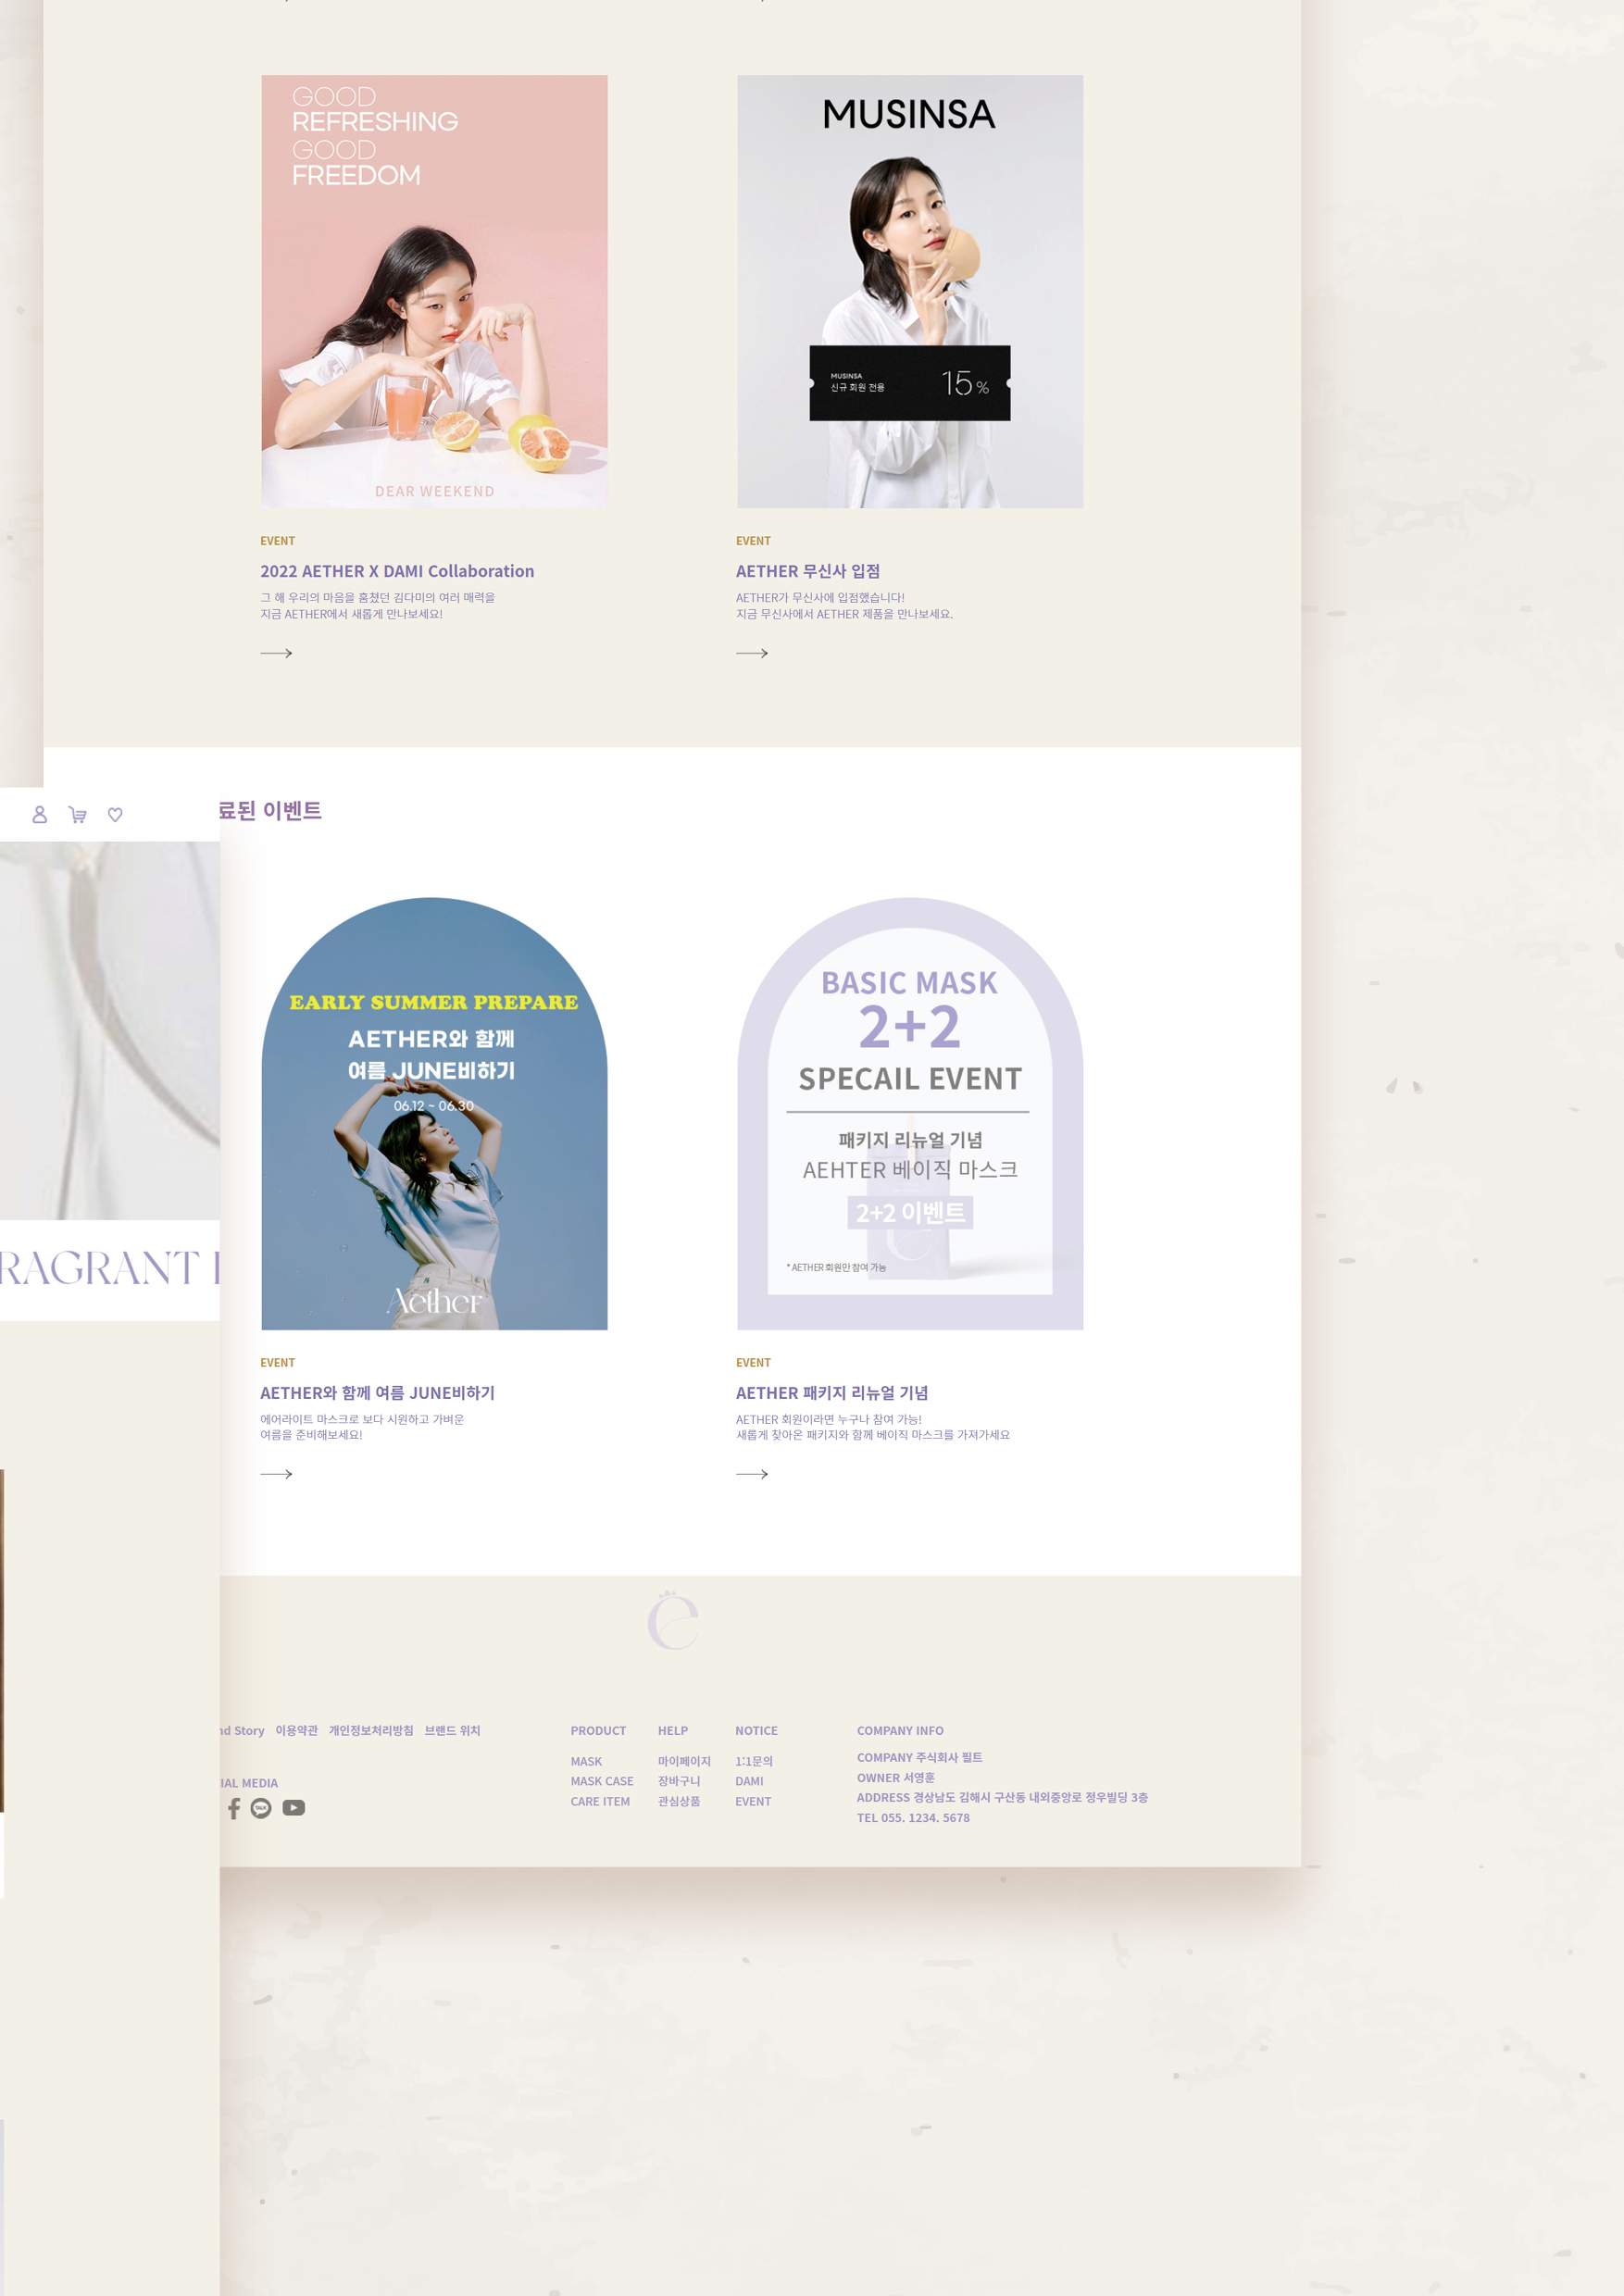 GOOD
REFRESHING
GOOD
FREEDOM
DEAR WEEKEND
EVENT
2022 AETHER X DAMI Collaboration
그 해 우리의 마음을 훔쳤던 김다미의 여러 매력을
지금 AETHER에서 새롭게 만나보세요!
MUSINSA
MUSINSA
신규 회원 전용
15%
EVENT
AETHER 무신사 입점
AETHER가 무신사에 입점했습니다!
지금 무신사에서 AETHER 제품을 만나보세요.
료된 이벤트
RAGRANT
EARLY SUMMER PREPARE
AETHER와 함께
여름 JUNE비하기
06.12 ~ 06.30
Aether
EVENT
AETHER와 함께 여름 JUNE비하기
에어라이트 마스크로 보다 시원하고 가벼운
여름을 준비해보세요!
BASIC MASK
2+2
SPECAIL EVENT
패키지 리뉴얼 기념
AEHTER 베이직 마스크
2+2 이벤트
* AETHER 회원만 참여 가능
EVENT
AETHER 패키지 리뉴얼 기념
AETHER 회원이라면 누구나 참여 가능!
새롭게 찾아온 패키지와 함께 베이직 마스크를 가져가세요
e
nd Story 이용약관 개인정보처리방침 브랜드 위치
IAL MEDIA
TALK
PRODUCT
MASK
MASK CASE
CARE ITEM
HELP
마이페이지
장바구니
관심상품
NOTICE
1:1문의
DAMI
EVENT
COMPANY INFO
COMPANY 주식회사 필트
OWNER 서영훈
ADDRESS 경상남도 김해시 구산동 내외중앙로 정우빌딩 3층
TEL 055. 1234. 5678